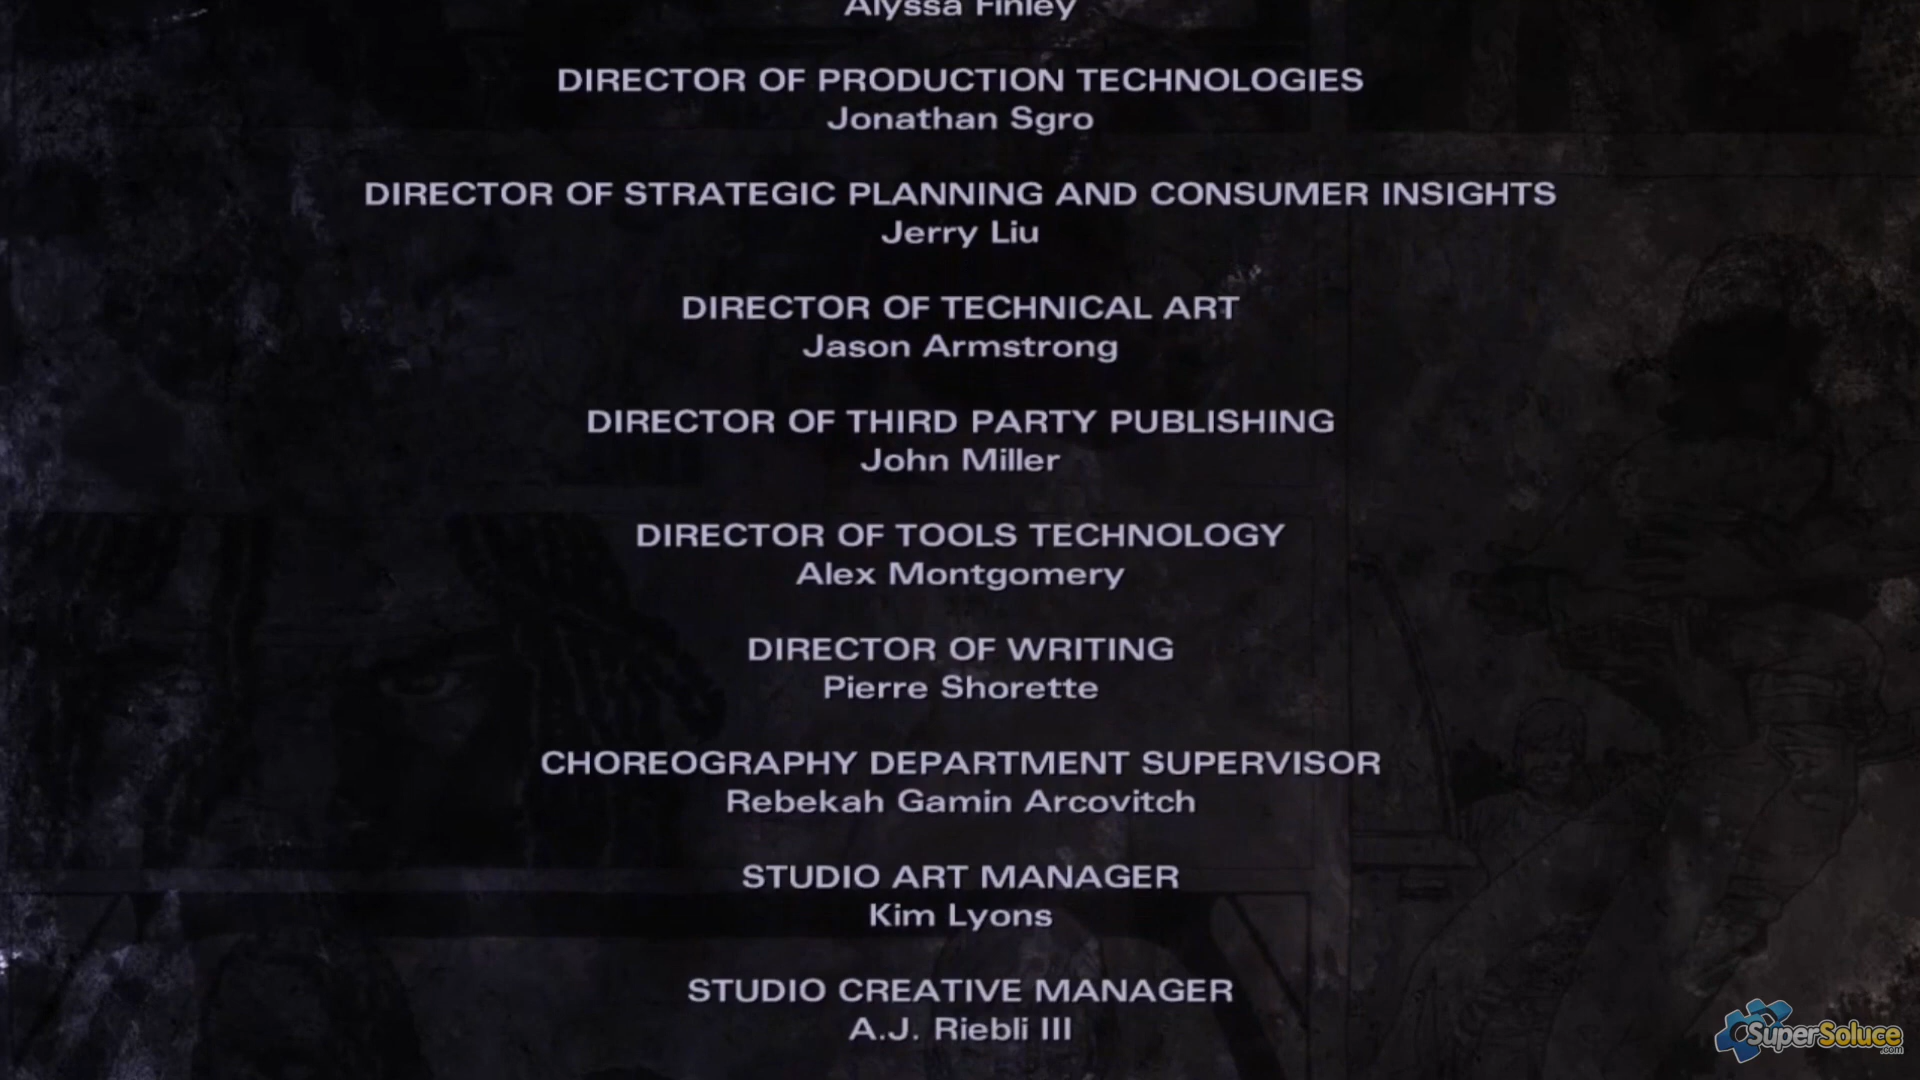 Alyssa Finley
DIRECTOR OF PRODUCTION TECHNOLOGIES
Jonathan Sgro
DIRECTOR OF STRATEGIC PLANNING AND CONSUMER INSIGHTS
Jerry Liu
DIRECTOR OF TECHNICAL ART
Jason Armstrong
DIRECTOR OF THIRD PARTY PUBLISHING
John Miller
DIRECTOR OF TOOLS TECHNOLOGY
Alex Montgomery
DIRECTOR OF WRITING
Pierre Shorette
CHOREOGRAPHY DEPARTMENT SUPERVISOR
Rebekah Gamin Arcovitch
STUDIO ART MANAGER
Kim Lyons
STUDIO CREATIVE MANAGER
A.J. Riebli III
SuperSoluce
.com